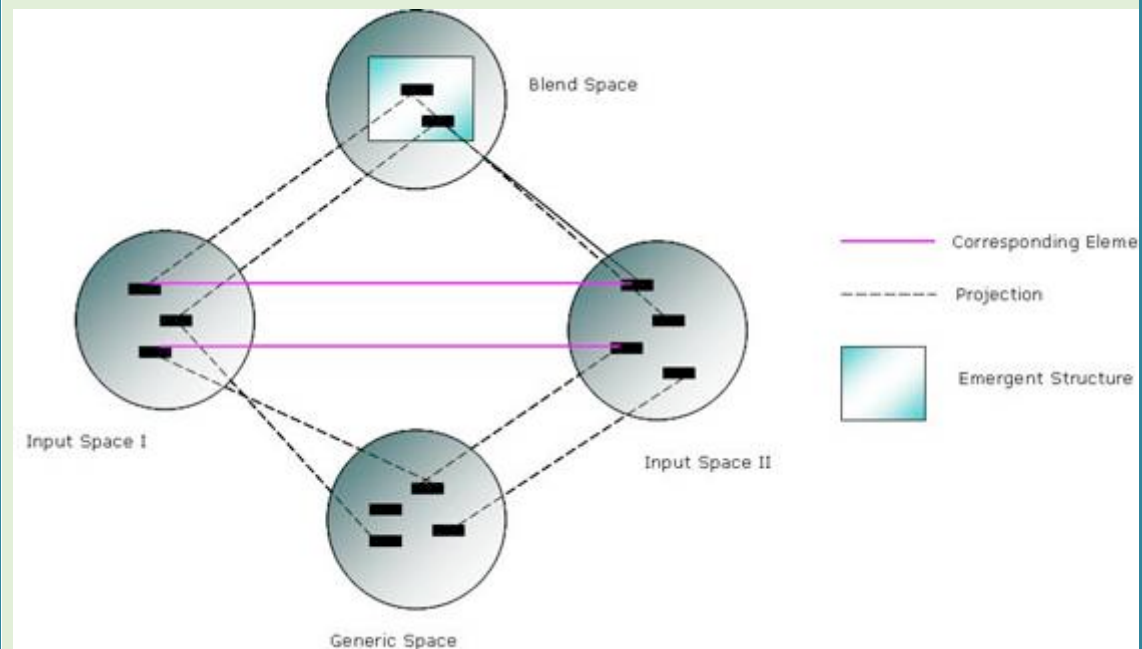 Blend Space
Corresponding Eleme
Projection
Emergent Structure
Input Space I
Input Space II
Generic Space